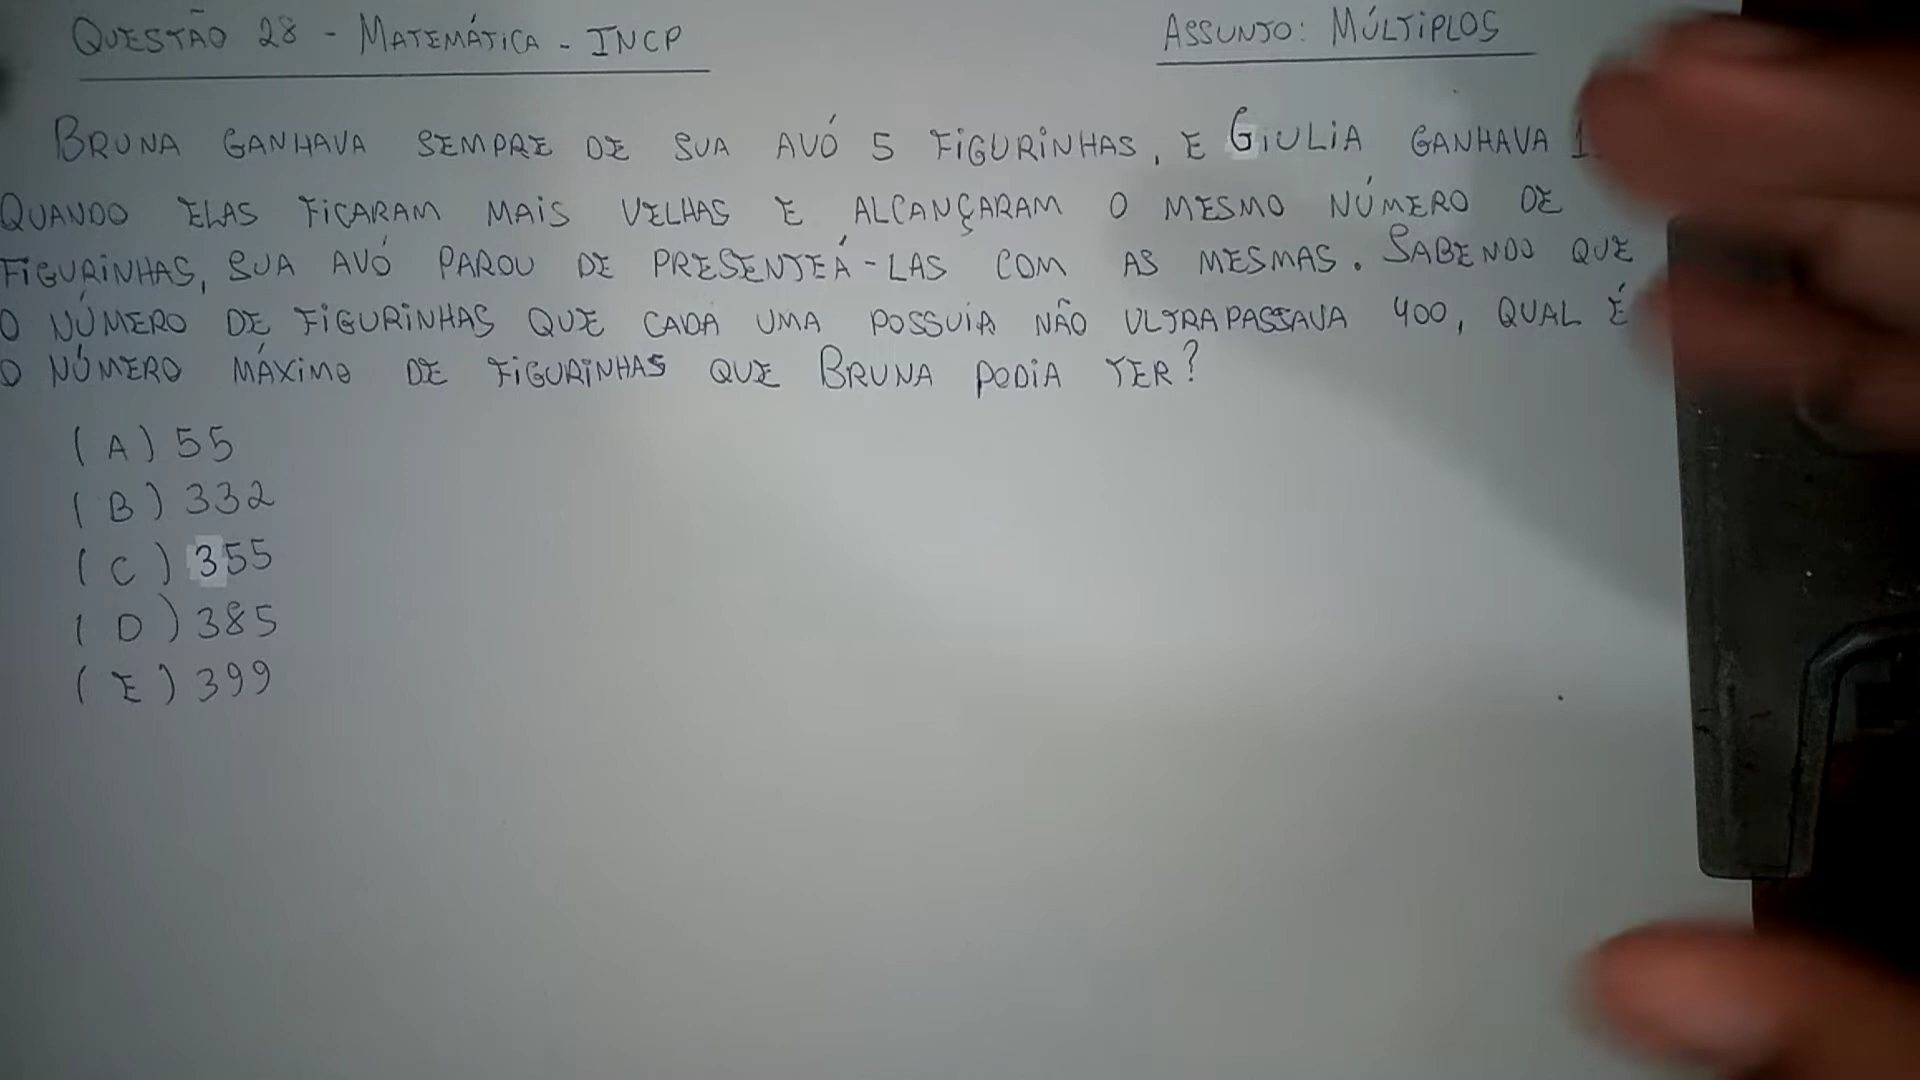 QUESTÃO 28 - MATEMÁTICA - INCP
ASSUNTO: MÚLTIPLOS
BRUNA GANHAVA SEMPRE DE SUA AVÓ 5 FIGURINHAS, E GIULIA GANHAVA
QUANDO ELAS FICARAM MAIS VELHAS E ALCANÇARAM O MESMO NÚMERO DE
FIGURINHAS, SUA AVÓ PAROU DE PRESENTEÁ-LAS COM AS MESMAS. SABENDO QUE
O NÚMERO DE FIGURINHAS QUE CADA UMA POSSUÍA NÃO ULTRAPASSAVA 400, QUAL É
O NÚMERO MÁXIMO DE FIGURINHAS QUE BRUNA PODIA TER?
(A) 55
(B) 332
(C) 355
(D) 385
(E) 399